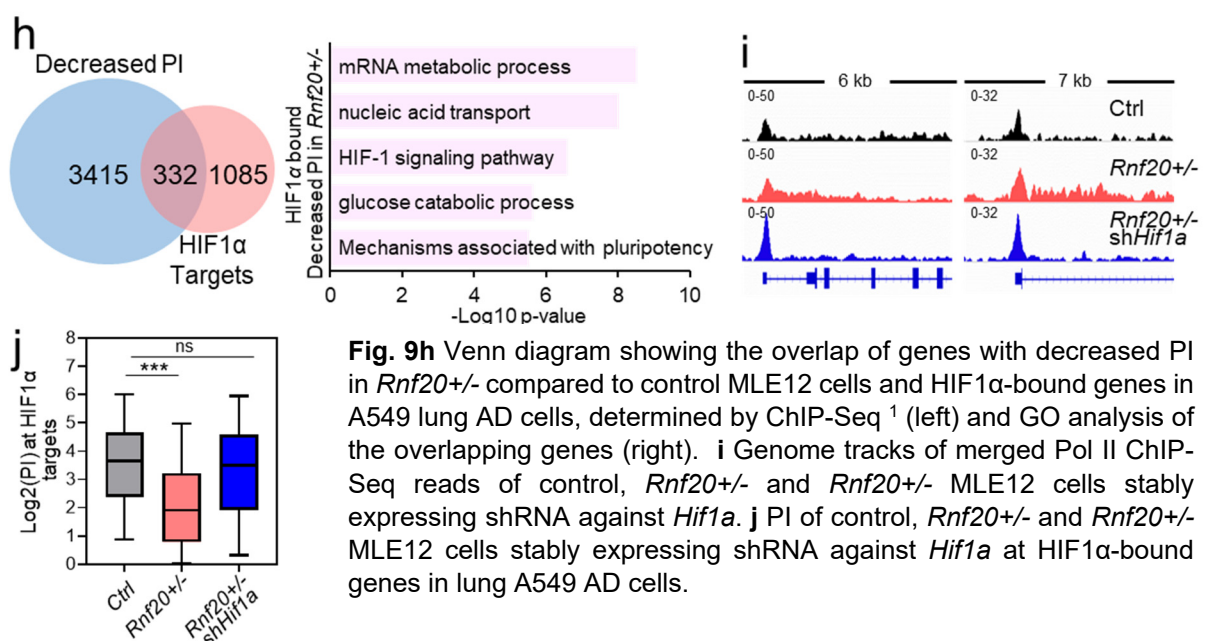 h
Decreased PI
3415 332 1085
HIF1α
Targets
HIF1α bound
Decreased PI in Rnf20+/-
mRNA metabolic process
nucleic acid transport
HIF-1 signaling pathway
glucose catabolic process
Mechanisms associated with pluripotency
0 2 4 6 8 10
-Log10 p-value
i
6 kb 7 kb
0-50 0-32 Ctrl
0-50 0-32 Rnf20+/-
0-50 0-32 Rnf20+/-
shHif1a
j
Log2(PI) at HIF1α
targets
8
7
6
5
4
3
2
1
0
ns
***
Ctrl
Rnf20+/-
Rnf20+/-
shHif1a
Fig. 9h Venn diagram showing the overlap of genes with decreased PI
in Rnf20+/- compared to control MLE12 cells and HIF1α-bound genes in
A549 lung AD cells, determined by ChIP-Seq 1 (left) and GO analysis of
the overlapping genes (right). i Genome tracks of merged Pol II ChIP-
Seq reads of control, Rnf20+/- and Rnf20+/- MLE12 cells stably
expressing shRNA against Hif1a. j PI of control, Rnf20+/- and Rnf20+/-
MLE12 cells stably expressing shRNA against Hif1a at HIF1α-bound
genes in lung A549 AD cells.